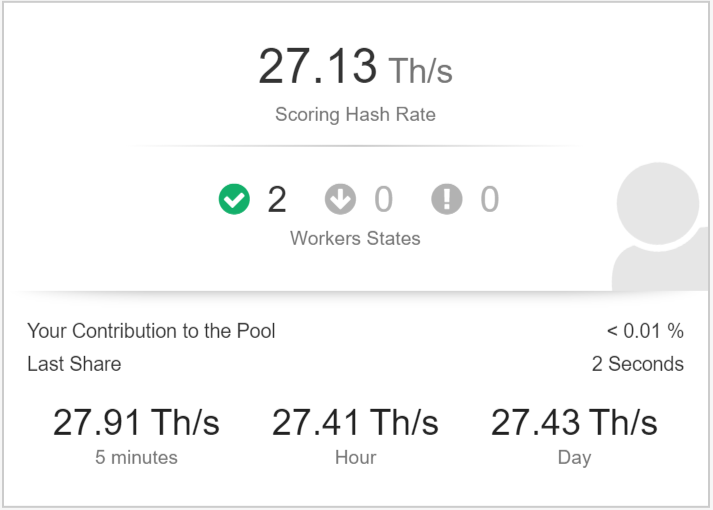 27.13 Th/s
Scoring Hash Rate
2 0 0
Workers States
Your Contribution to the Pool < 0.01 %
Last Share 2 Seconds
27.91 Th/s 27.41 Th/s 27.43 Th/s
5 minutes Hour Day